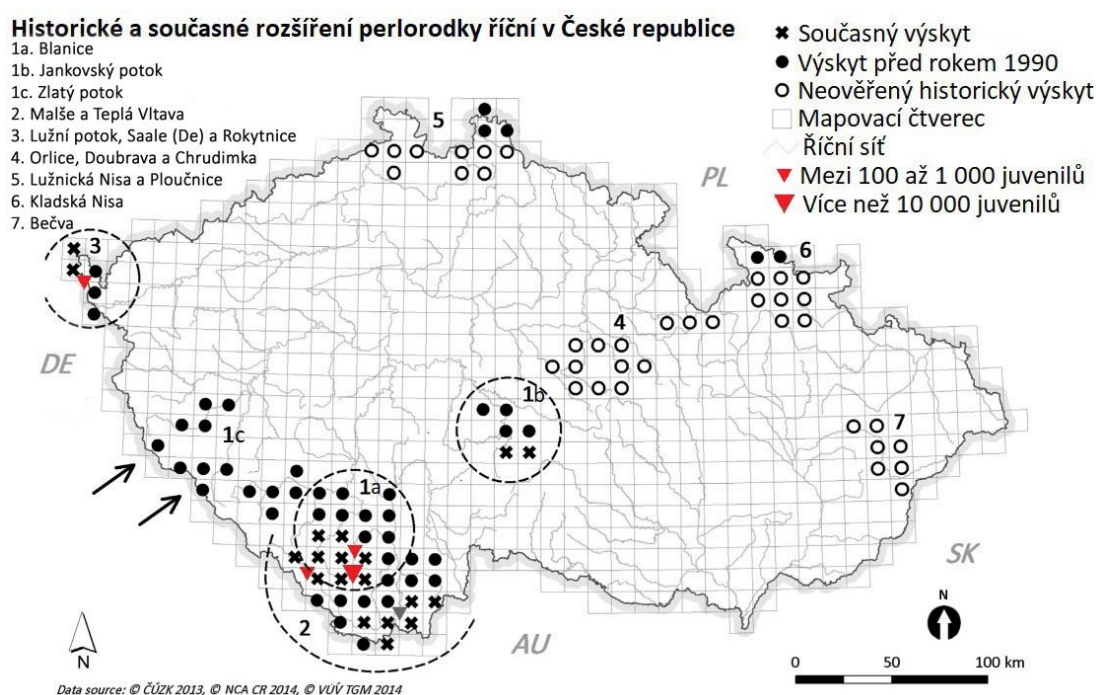 Historické a současné rozšíření perlorodky říční v České republice
1a. Blanice
1b. Jankovský potok
1c. Zlatý potok
2. Malše a Teplá Vltava
3. Lužní potok, Saale (De) a Rokytnice
4. Orlice, Doubrava a Chrudimka
5. Lužnická Nisa a Ploučnice
6. Kladská Nisa
7. Bečva
Současný výskyt
Výskyt před rokem 1990
Neověřený historický výskyt
Mapovací čtverec
Říční síť
Mezi 100 až 1 000 juvenilů
Více než 10 000 juvenilů
5
PL
3
6
4
DE
1b
1c
7
1a
SK
2
AU
N
N
0 50 100 km
Data source: © ČÚZK 2013, © NCA CR 2014, © VÚV TGM 2014